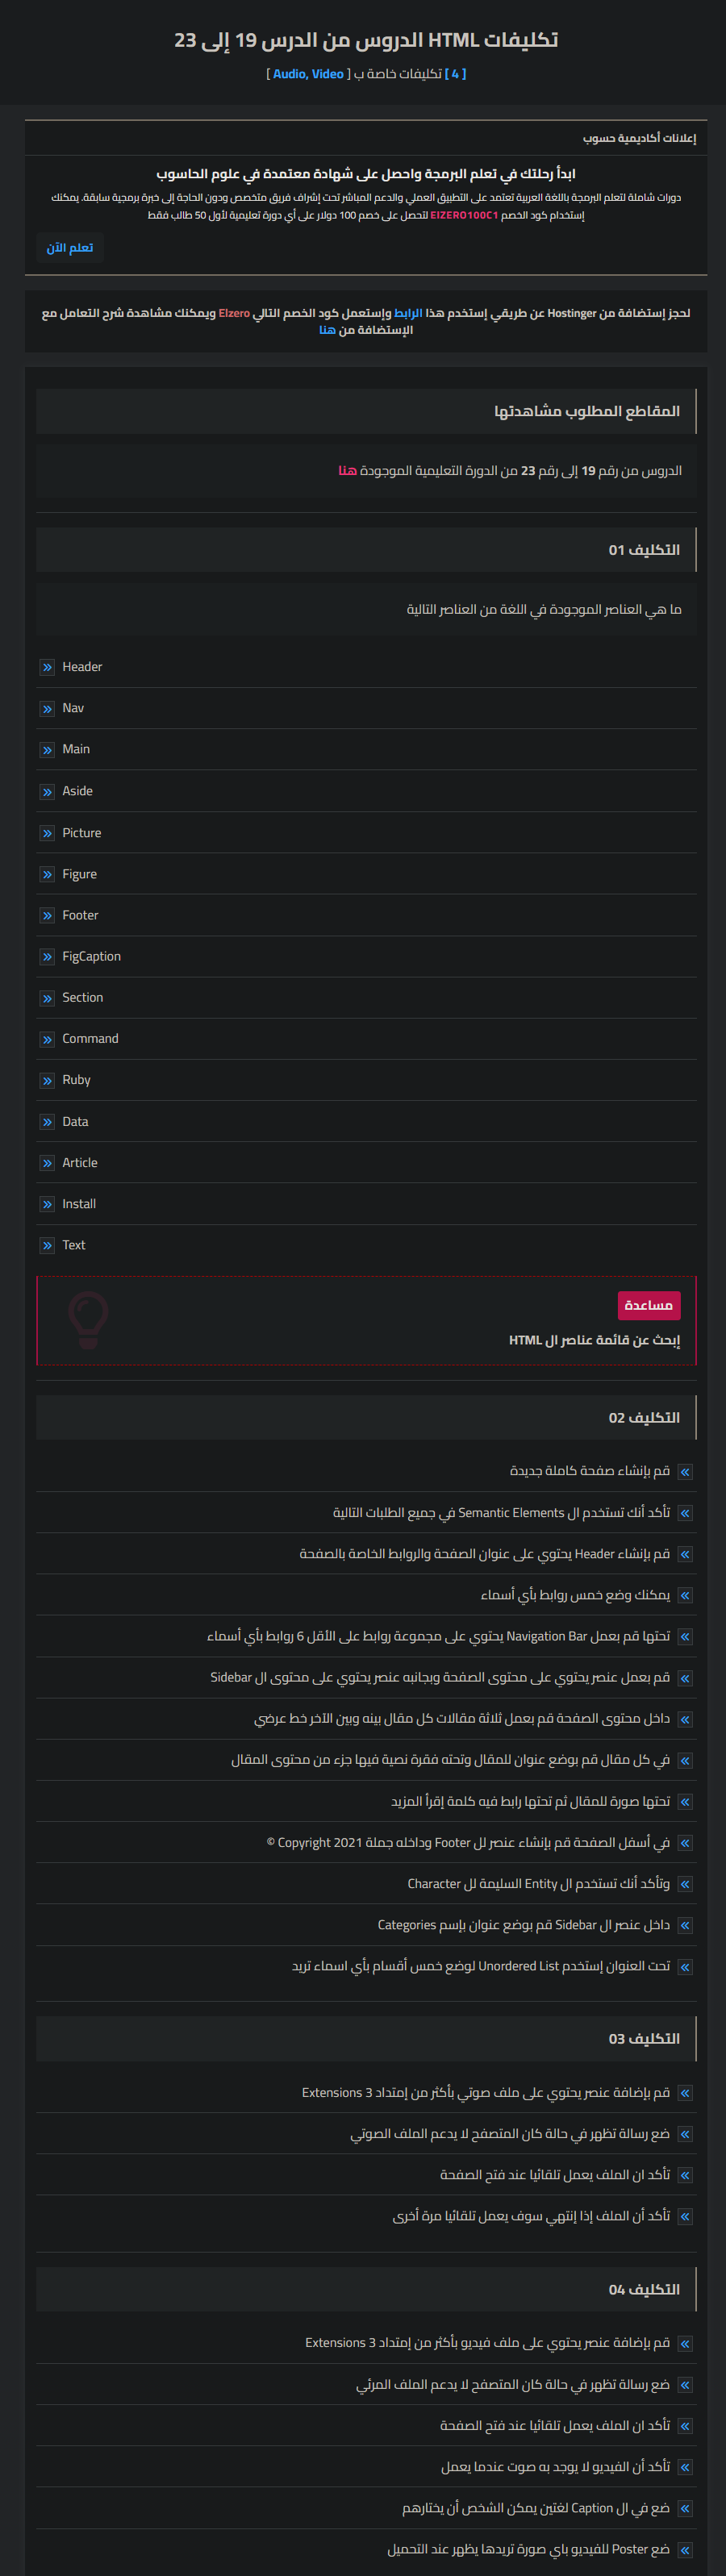 تكليفات HTML الدروس من الدرس 19 إلى 23
[ 4 ] تكليفات خاصة ب [ Audio, Video ]
إعلانات أكاديمية حسوب
ابدأ رحلتك في تعلم البرمجة واحصل على شهادة معتمدة في علوم الحاسوب
دورات شاملة لتعلم البرمجة باللغة العربية تعتمد على التطبيق العملي والدعم المباشر تحت إشراف فريق متخصص ودون الحاجة إلى خبرة برمجية سابقة. يمكنك
إستخدام كود الخصم ElZERO100C1 لتحصل على خصم 100 دولار على أي دورة تعليمية لأول 50 طالب فقط
تعلم الآن
لحجز إستضافة من Hostinger عن طريقي إستخدم هذا الرابط وإستعمل كود الخصم التالي Elzero ويمكنك مشاهدة شرح التعامل مع
الإستضافة من هنا
المقاطع المطلوب مشاهدتها
الدروس من رقم 19 إلى رقم 23 من الدورة التعليمية الموجودة هنا
التكليف 01
ما هي العناصر الموجودة في اللغة من العناصر التالية
Header
Nav
Main
Aside
Picture
Figure
Footer
FigCaption
Section
Command
Ruby
Data
Article
Install
Text
مساعدة
إبحث عن قائمة عناصر ال HTML
التكليف 02
قم بإنشاء صفحة كاملة جديدة
تأكد أنك تستخدم ال Semantic Elements في جميع الطلبات التالية
قم بإنشاء Header يحتوي على عنوان الصفحة والروابط الخاصة بالصفحة
يمكنك وضع خمس روابط بأي أسماء
تحتها قم بعمل Navigation Bar يحتوي على مجموعة روابط على الأقل 6 روابط بأي أسماء
قم بعمل عنصر يحتوي على محتوى الصفحة وبجانبه عنصر يحتوي على محتوى ال Sidebar
داخل محتوى الصفحة قم بعمل ثلاثة مقالات كل مقال بينه وبين الآخر خط عرضي
في كل مقال قم بوضع عنوان للمقال وتحته فقرة نصية فيها جزء من محتوى المقال
تحتها صورة للمقال ثم تحتها رابط فيه كلمة إقرأ المزيد
في أسفل الصفحة قم بإنشاء عنصر لل Footer وداخله جملة Copyright 2021 ©
وتأكد أنك تستخدم ال Entity السليمة لل Character
داخل عنصر ال Sidebar قم بوضع عنوان بإسم Categories
تحت العنوان إستخدم Unordered List لوضع خمس أقسام بأي اسماء تريد
التكليف 03
قم بإضافة عنصر يحتوي على ملف صوتي بأكثر من إمتداد 3 Extensions
ضع رسالة تظهر في حالة كان المتصفح لا يدعم الملف الصوتي
تأكد ان الملف يعمل تلقائيا عند فتح الصفحة
تأكد أن الملف إذا إنتهي سوف يعمل تلقائيا مرة أخرى
التكليف 04
قم بإضافة عنصر يحتوي على ملف فيديو بأكثر من إمتداد 3 Extensions
ضع رسالة تظهر في حالة كان المتصفح لا يدعم الملف المرئي
تأكد ان الملف يعمل تلقائيا عند فتح الصفحة
تأكد أن الفيديو لا يوجد به صوت عندما يعمل
ضع في ال Caption لغتين يمكن الشخص أن يختارهم
ضع Poster للفيديو باي صورة تريدها يظهر عند التحميل